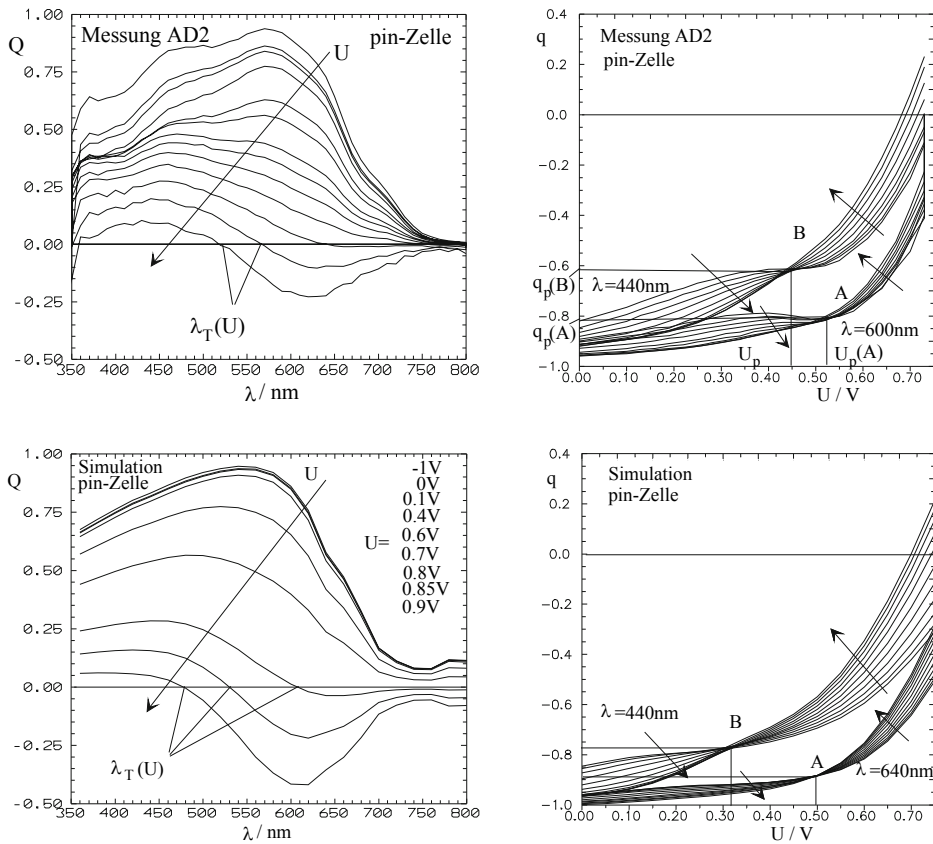 Messung AD2
pin-Zelle
Q
U
λT(U)
1.00
0.75
0.50
0.25
0.00
-0.25
-0.50
350 400 450 500 550 600 650 700 750 800
λ / nm
Messung AD2
pin-Zelle
q
0.4
0.2
0.0
-0.2
-0.4
-0.6
-0.8
-1.0
B
A
qp(B)
qp(A)
λ=440nm
λ=600nm
Up
Up(A)
0.00 0.10 0.20 0.30 0.40 0.50 0.60 0.70
U / V
Simulation
pin-Zelle
Q
U
-1V
0V
0.1V
0.4V
U=
0.6V
0.7V
0.8V
0.85V
0.9V
λT(U)
1.00
0.75
0.50
0.25
0.00
-0.25
-0.50
350 400 450 500 550 600 650 700 750 800
λ / nm
Simulation
pin-Zelle
q
0.4
0.2
0.0
-0.2
-0.4
-0.6
-0.8
-1.0
B
A
λ=440nm
λ=640nm
0.00 0.10 0.20 0.30 0.40 0.50 0.60 0.70
U / V